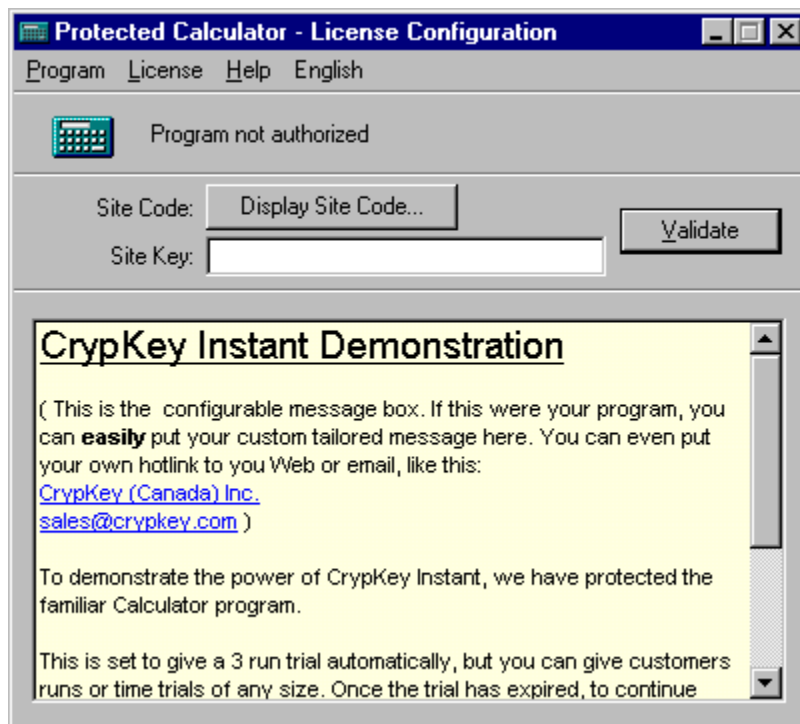 Protected Calculator - License Configuration
Program License Help English
Program not authorized
Site Code: Display Site Code...
Validate
Site Key:
CrypKey Instant Demonstration
( This is the configurable message box. If this were your program, you
can easily put your custom tailored message here. You can even put
your own hotlink to you Web or email, like this:
CrypKey (Canada) Inc.
sales@crypkey.com )
To demonstrate the power of CrypKey Instant, we have protected the
familiar Calculator program.
This is set to give a 3 run trial automatically, but you can give customers
runs or time trials of any size. Once the trial has expired, to continue